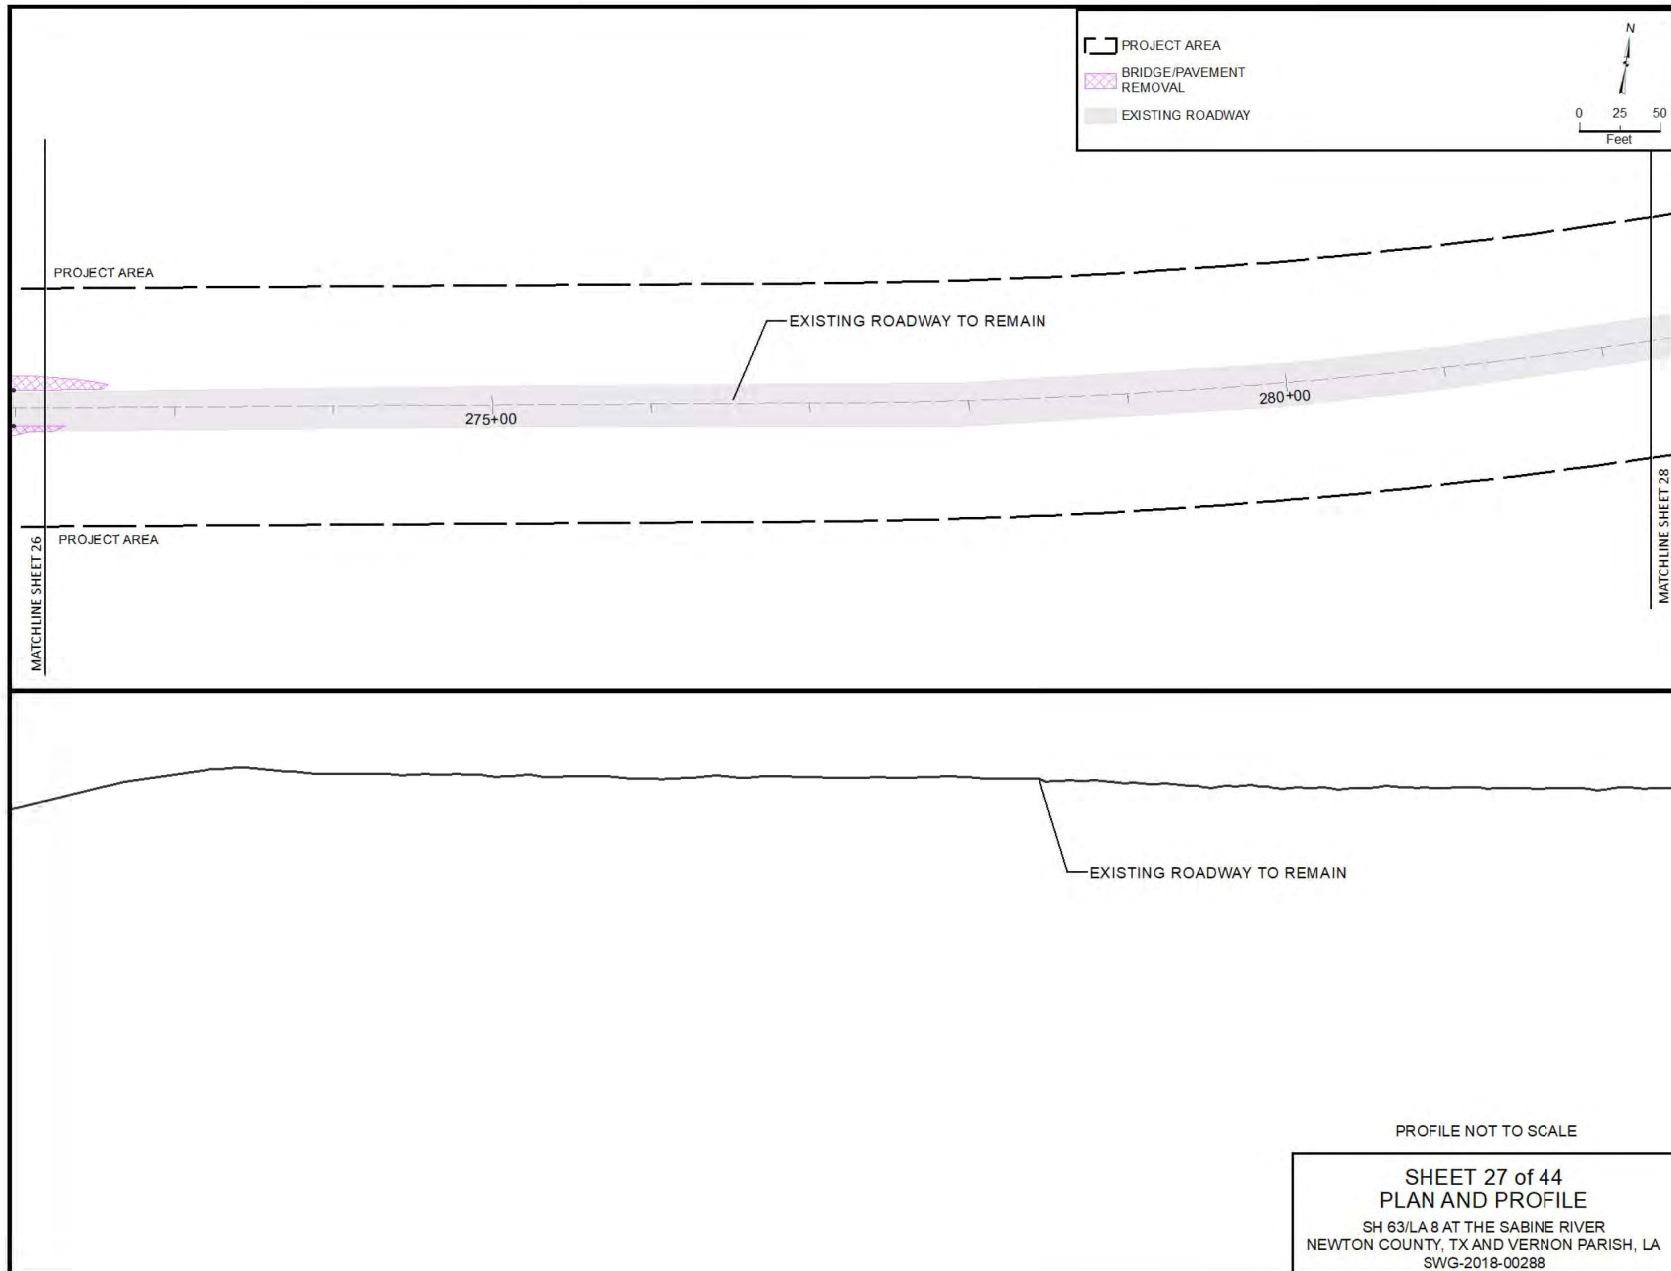 PROJECT AREA
BRIDGE/PAVEMENT
REMOVAL
EXISTING ROADWAY
N
0 25 50
Feet
PROJECT AREA
EXISTING ROADWAY TO REMAIN
275+00
280+00
PROJECT AREA
MATCHLINE SHEET 26
MATCHLINE SHEET 28
EXISTING ROADWAY TO REMAIN
PROFILE NOT TO SCALE
SHEET 27 of 44
PLAN AND PROFILE
SH 63/LA 8 AT THE SABINE RIVER
NEWTON COUNTY, TX AND VERNON PARISH, LA
SWG-2018-00288